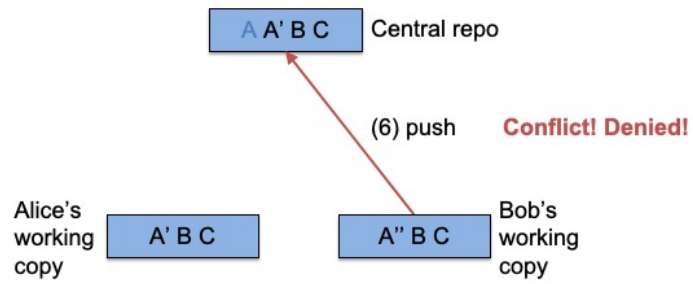 A A’ B C
Central repo
(6) push
Conflict! Denied!
Alice’s
working
copy
A’ B C
A’’ B C
Bob’s
working
copy